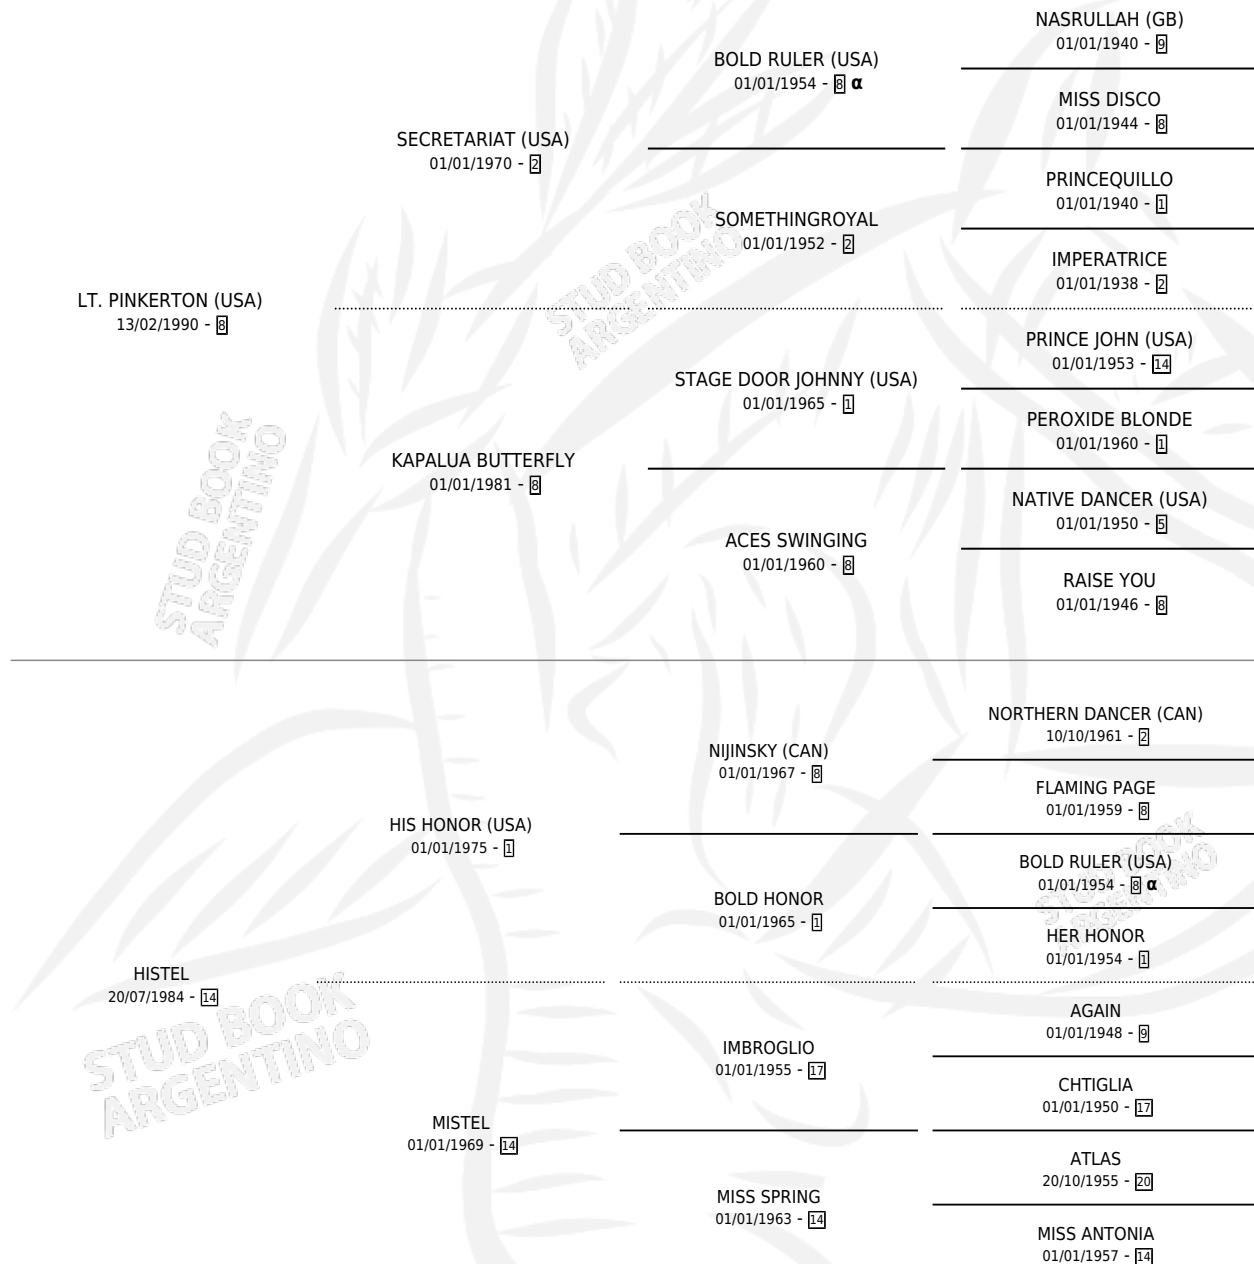 NASRULLAH (GB)
01/01/1940 - 9
BOLD RULER (USA)
01/01/1954 - 8 α
MISS DISCO
01/01/1944 - 8
SECRETARIAT (USA)
01/01/1970 - 2
PRINCEQUILLO
01/01/1940 - 1
SOMETHINGROYAL
01/01/1952 - 2
IMPERATRICE
01/01/1938 - 2
LT. PINKERTON (USA)
13/02/1990 - 8
PRINCE JOHN (USA)
01/01/1953 - 14
STAGE DOOR JOHNNY (USA)
01/01/1965 - 1
PEROXIDE BLONDE
01/01/1960 - 1
KAPALUA BUTTERFLY
01/01/1981 - 8
NATIVE DANCER (USA)
01/01/1950 - 5
ACES SWINGING
01/01/1960 - 8
RAISE YOU
01/01/1946 - 8
NORTHERN DANCER (CAN)
10/10/1961 - 2
NIJINSKY (CAN)
01/01/1967 - 8
FLAMING PAGE
01/01/1959 - 8
HIS HONOR (USA)
01/01/1975 - 1
BOLD RULER (USA)
01/01/1954 - 8 α
BOLD HONOR
01/01/1965 - 1
HER HONOR
01/01/1954 - 1
HISTEL
20/07/1984 - 14
AGAIN
01/01/1948 - 9
IMBROGLIO
01/01/1955 - 17
CHTIGLIA
01/01/1950 - 17
MISTEL
01/01/1969 - 14
ATLAS
20/10/1955 - 20
MISS SPRING
01/01/1963 - 14
MISS ANTONIA
01/01/1957 - 14
STUD BOOK
ARGENTINO
STUD BOOK
ARGENTINO
STUD BOOK
ARGENTINO
STUD BOOK
ARGENTINO